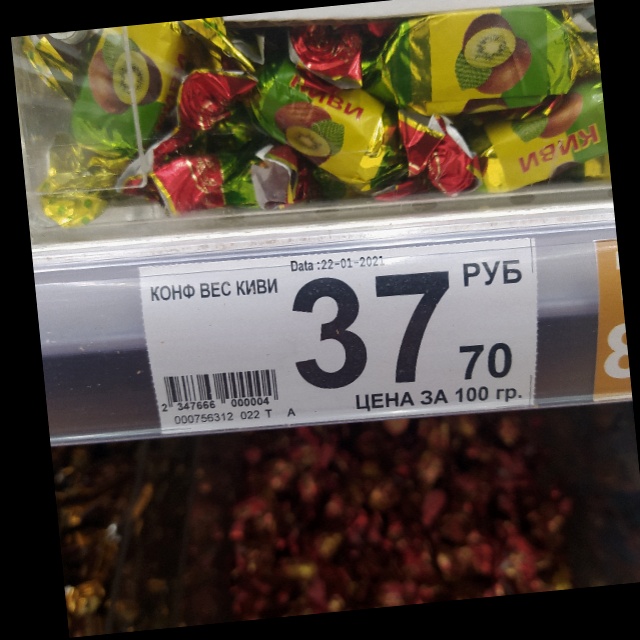 КИВИ
КИВИ
Data :22-01-2021
КОНФ ВЕС КИВИ
37 РУБ
70
2 347666 000004
ЦЕНА ЗА 100 гр.
000756312 022 Т А
8